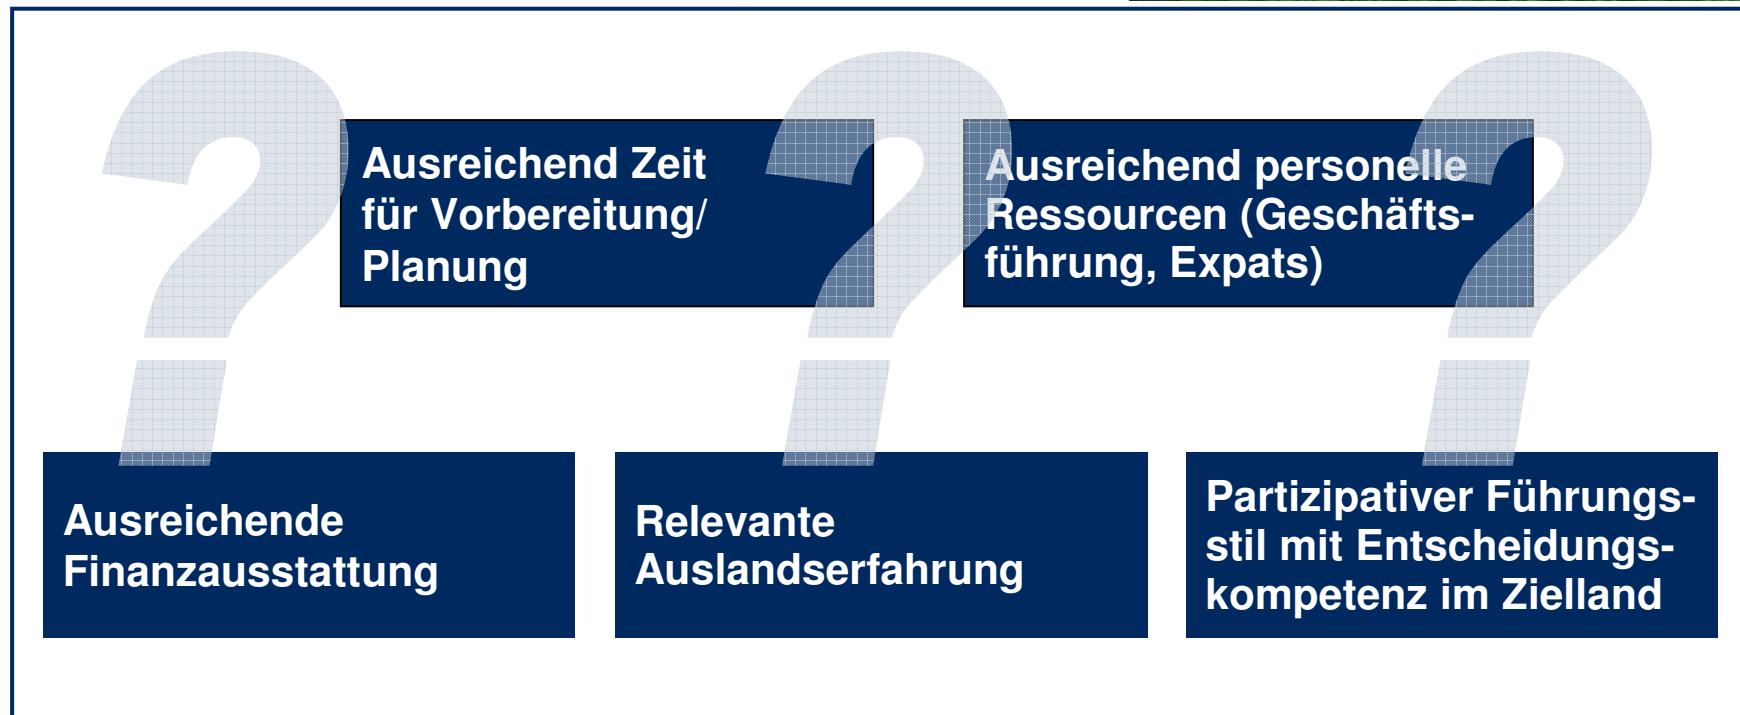 Ausreichend Zeit
für Vorbereitung/
Planung
Ausreichend personelle
Ressourcen (Geschäfts-
führung, Expats)
Ausreichende
Finanzausstattung
Relevante
Auslandserfahrung
Partizipativer Führungs-
stil mit Entscheidungs-
kompetenz im Zielland
? ? ?